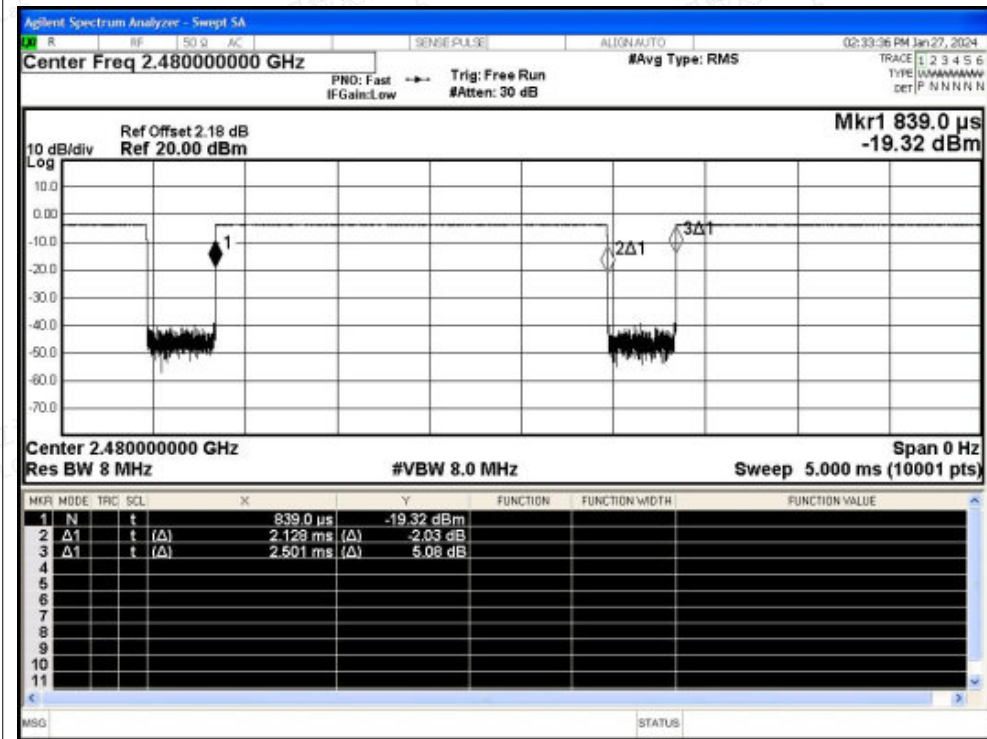 Agilent Spectrum Analyzer - Swept SA
R RF 50 Ω AC SENSE:PULSE ALIGN AUTO 02:33:36 PM Jan 27, 2024
Center Freq 2.480000000 GHz #Avg Type: RMS TRACE 1 2 3 4 5 6
PNO: Fast Trig: Free Run TYPE
IFGain:Low #Atten: 30 dB DET P N N N N N
Mkr1 839.0 µs
Ref Offset 2.18 dB
10 dB/div Ref 20.00 dBm -19.32 dBm
Log
10.0
0.00
-10.0
1 2Δ1 3Δ1
-20.0
-30.0
-40.0
-50.0
-60.0
-70.0
Center 2.480000000 GHz Span 0 Hz
Res BW 8 MHz #VBW 8.0 MHz Sweep 5.000 ms (10001 pts)
MKR MODE TRC SCL X Y FUNCTION FUNCTION WIDTH FUNCTION VALUE
1 N t 839.0 µs -19.32 dBm
2 Δ1 t (Δ) 2.128 ms (Δ) -2.03 dB
3 Δ1 t (Δ) 2.501 ms (Δ) 5.08 dB
4
5
6
7
8
9
10
11
MSG STATUS